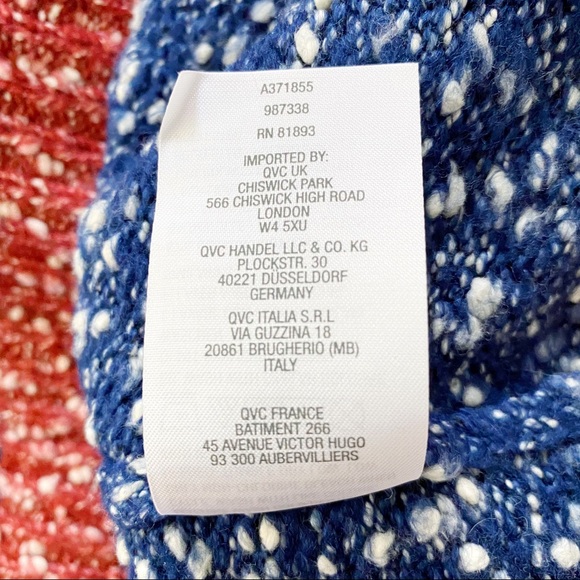 A371855
987338
RN 81893
IMPORTED BY:
QVC UK
CHISWICK PARK
566 CHISWICK HIGH ROAD
LONDON
W4 5XU
QVC HANDEL LLC & CO. KG
PLOCKSTR. 30
40221 DÜSSELDORF
GERMANY
QVC ITALIA S.R.L
VIA GUZZINA 18
20861 BRUGHERIO (MB)
ITALY
QVC FRANCE
BATIMENT 266
45 AVENUE VICTOR HUGO
93 300 AUBERVILLIERS